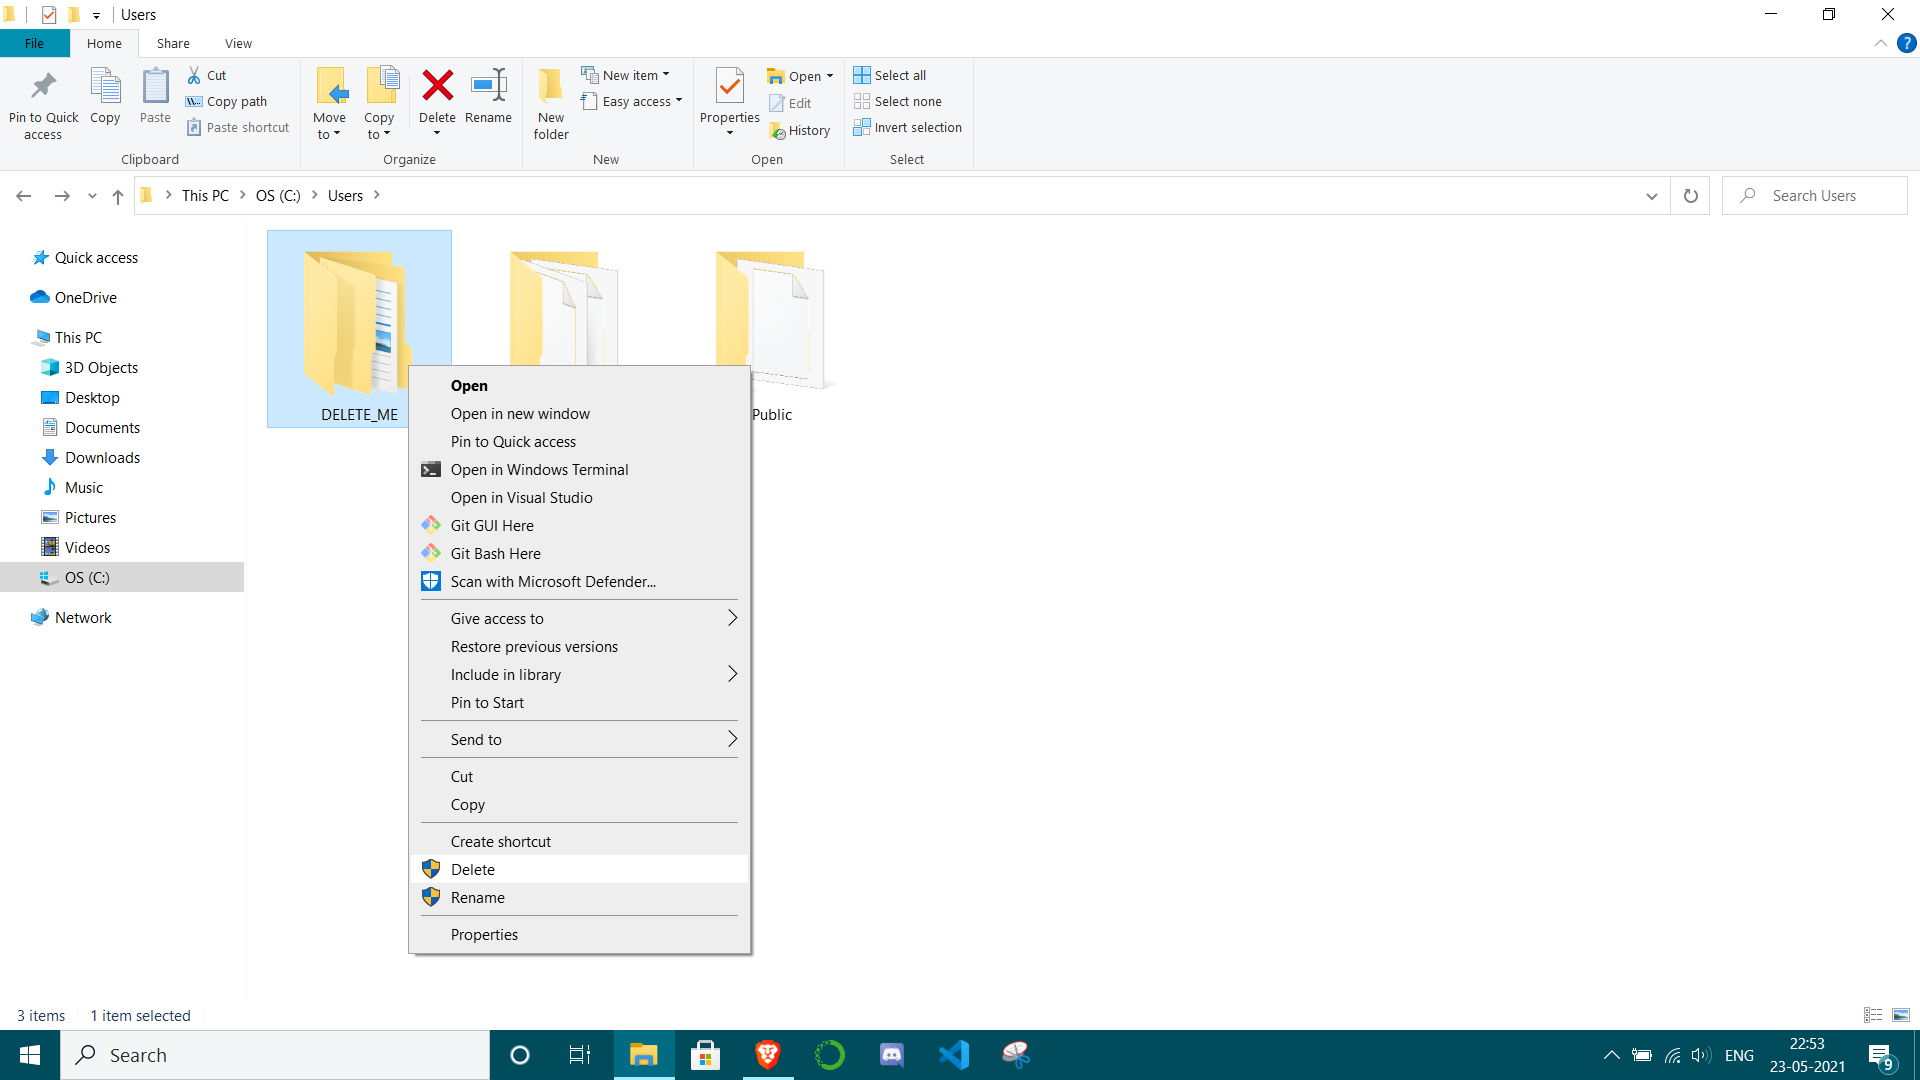 Users
File Home Share View
Pin to Quick access
Copy
Paste
Cut
Copy path
Paste shortcut
Clipboard
Move to
Copy to
Delete
Rename
Organize
New folder
New item
Easy access
New
Properties
Open
Edit
History
Open
Select all
Select none
Invert selection
Select
This PC OS (C:) Users
Search Users
Quick access
OneDrive
This PC
3D Objects
Desktop
Documents
Downloads
Music
Pictures
Videos
OS (C:)
Network
DELETE_ME
Public
Open
Open in new window
Pin to Quick access
Open in Windows Terminal
Open in Visual Studio
Git GUI Here
Git Bash Here
Scan with Microsoft Defender...
Give access to
Restore previous versions
Include in library
Pin to Start
Send to
Cut
Copy
Create shortcut
Delete
Rename
Properties
3 items 1 item selected
Search
ENG
22:53
23-05-2021
9